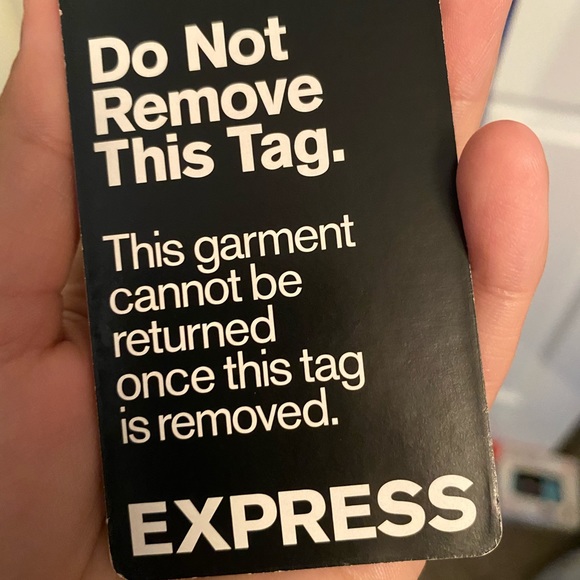 Do Not
Remove
This Tag.
This garment
cannot be
returned
once this tag
is removed.
EXPRESS